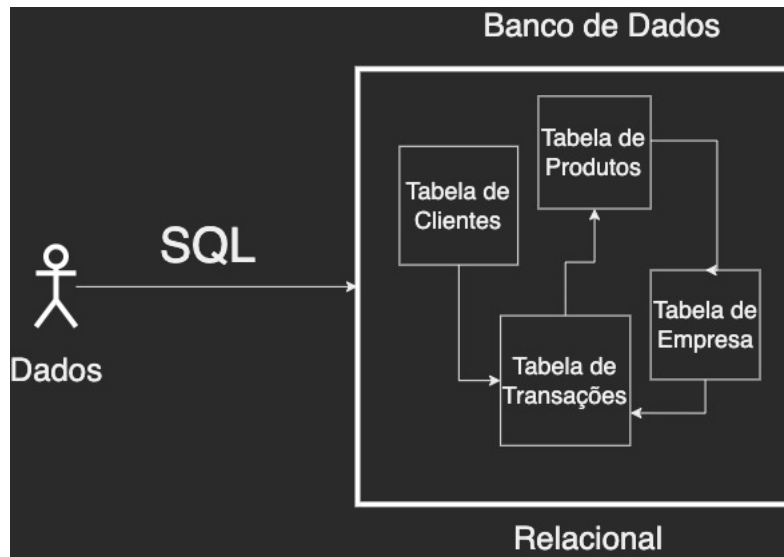 Banco de Dados
Tabela de
Produtos
Tabela de
Clientes
SQL
Tabela de
Empresa
Dados
Tabela de
Transações
Relacional